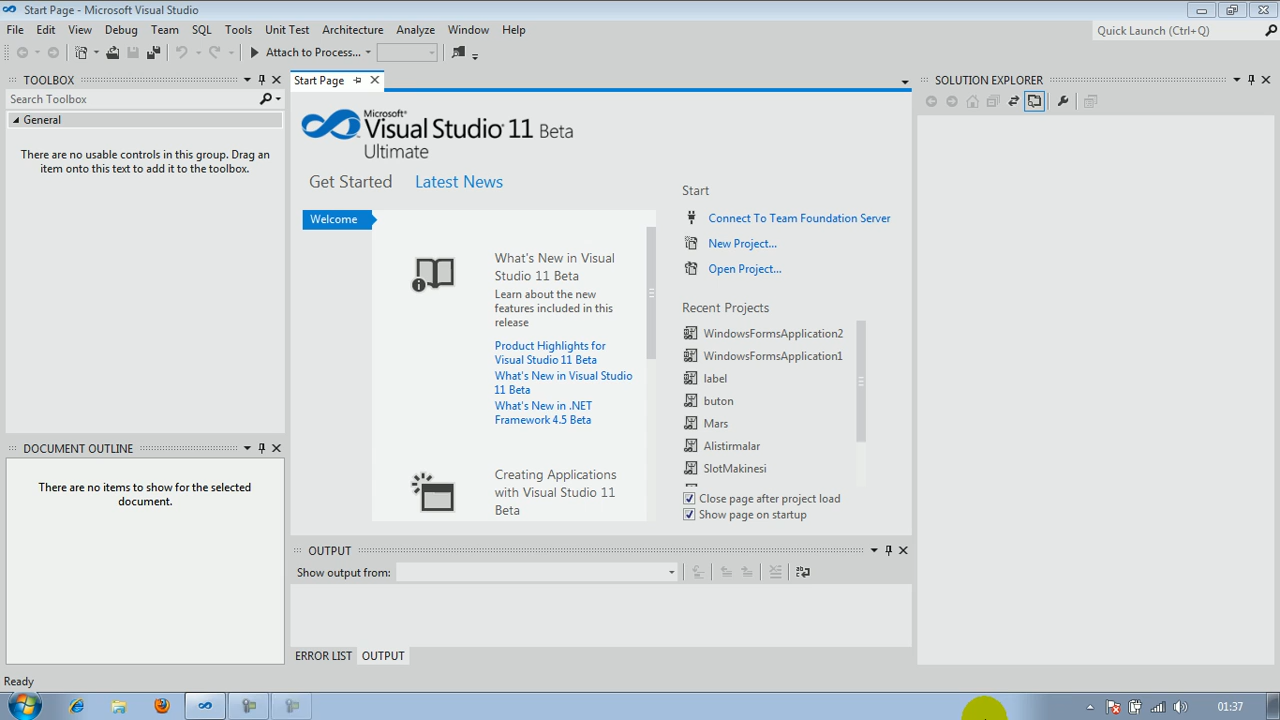 Start Page - Microsoft Visual Studio
File Edit View Debug Team SQL Tools Unit Test Architecture Analyze Window Help
Quick Launch (Ctrl+Q)
Attach to Process...
TOOLBOX
Search Toolbox
General
There are no usable controls in this group. Drag an
item onto this text to add it to the toolbox.
DOCUMENT OUTLINE
There are no items to show for the selected
document.
Start Page
Microsoft®
Visual Studio® 11 Beta
Ultimate
Get Started Latest News
Welcome
What's New in Visual
Studio 11 Beta
Learn about the new
features included in this
release
Product Highlights for
Visual Studio 11 Beta
What's New in Visual Studio
11 Beta
What's New in .NET
Framework 4.5 Beta
Creating Applications
with Visual Studio 11
Beta
Start
Connect To Team Foundation Server
New Project...
Open Project...
Recent Projects
WindowsFormsApplication2
WindowsFormsApplication1
label
buton
Mars
Alistirmalar
SlotMakinesi
Close page after project load
Show page on startup
OUTPUT
Show output from:
ERROR LIST OUTPUT
SOLUTION EXPLORER
Ready
01:37